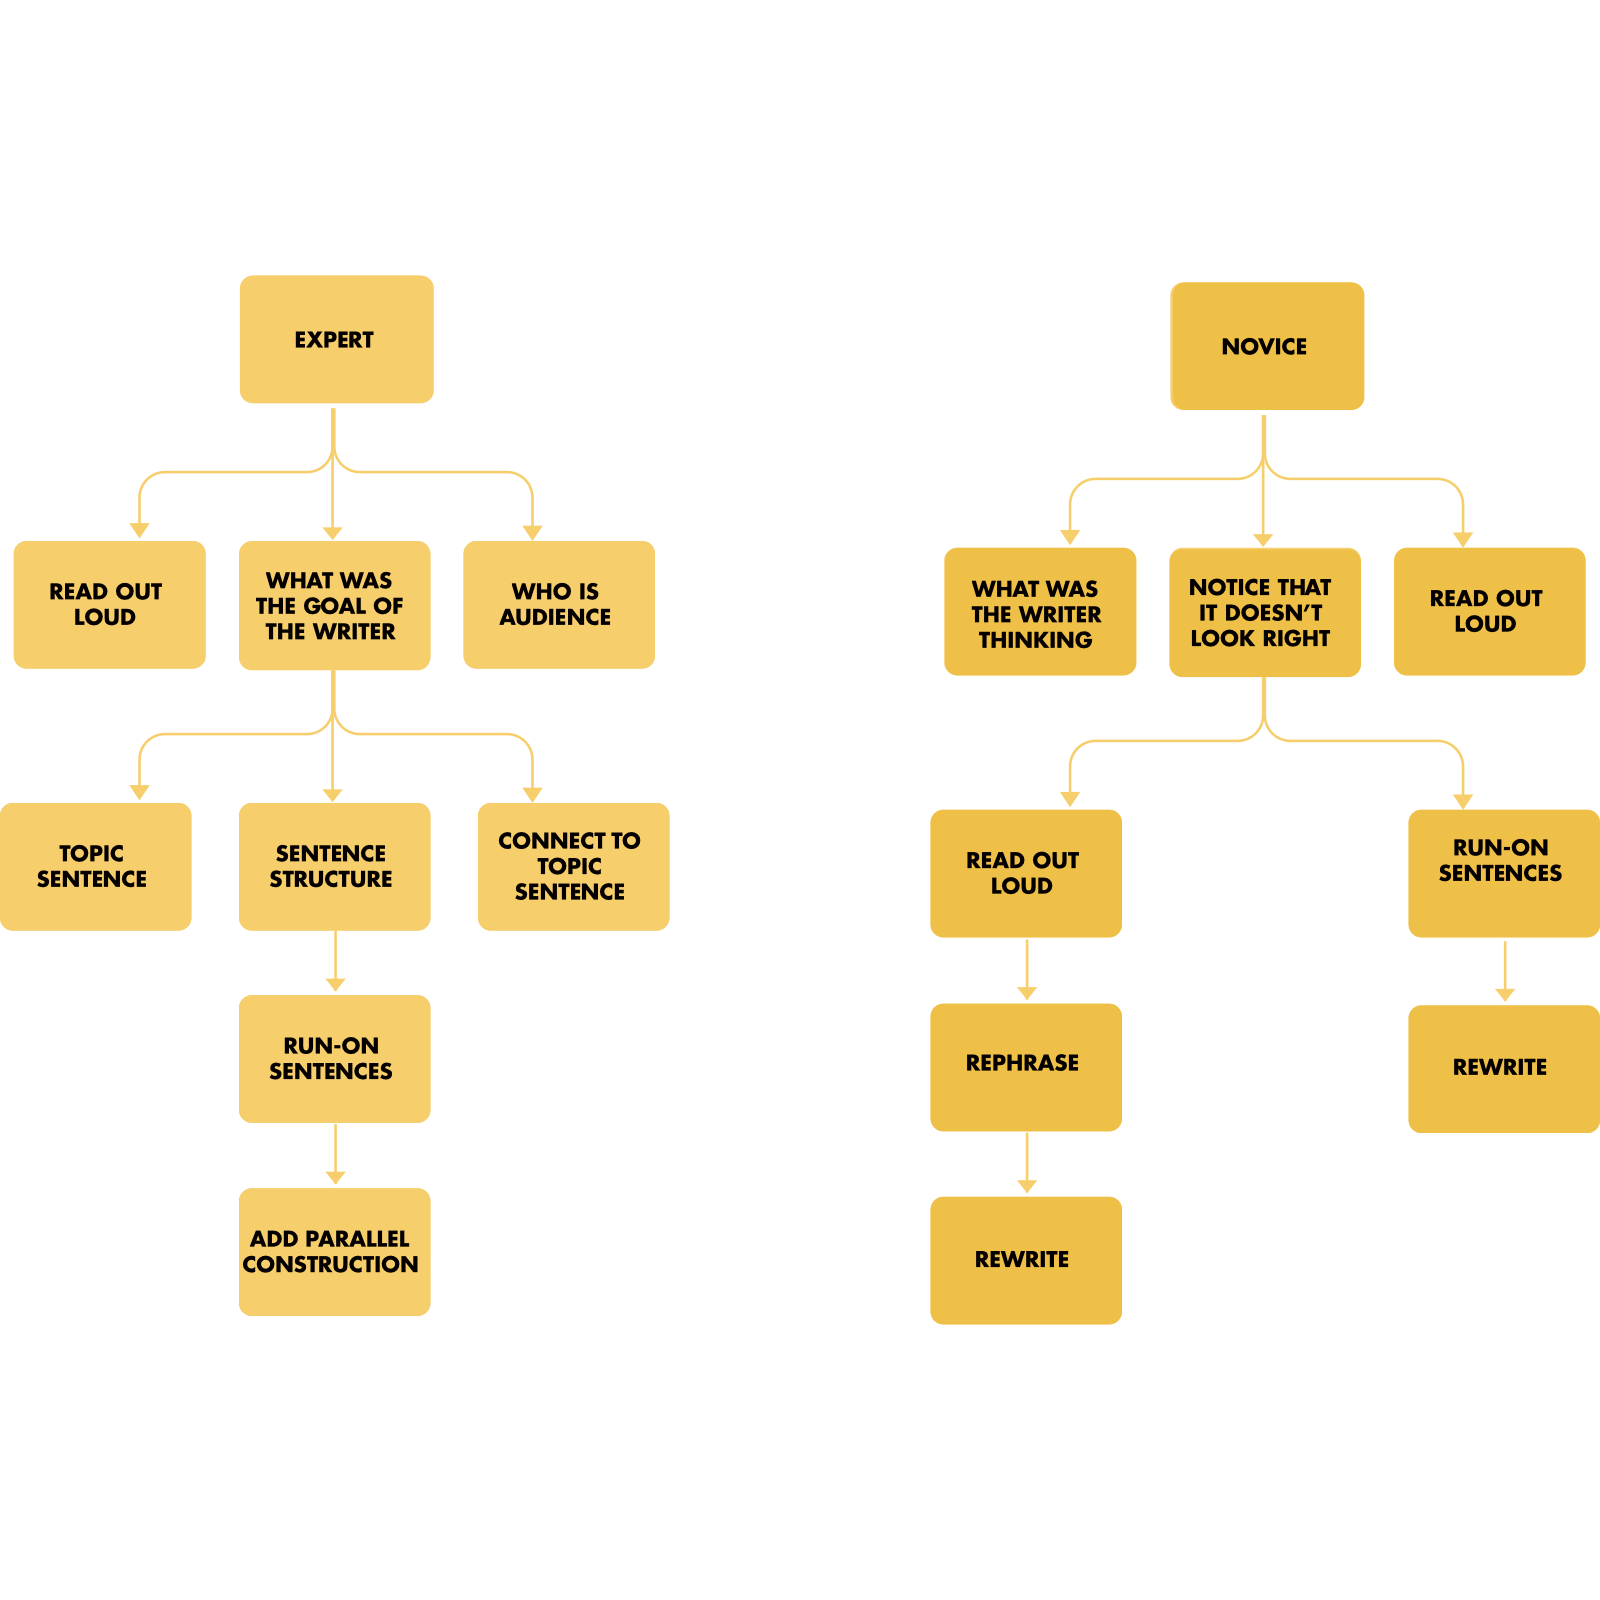 EXPERT
READ OUT
LOUD
WHAT WAS
THE GOAL OF
THE WRITER
WHO IS
AUDIENCE
TOPIC
SENTENCE
SENTENCE
STRUCTURE
CONNECT TO
TOPIC
SENTENCE
RUN-ON
SENTENCES
ADD PARALLEL
CONSTRUCTION
NOVICE
WHAT WAS
THE WRITER
THINKING
NOTICE THAT
IT DOESN’T
LOOK RIGHT
READ OUT
LOUD
READ OUT
LOUD
RUN-ON
SENTENCES
REPHRASE
REWRITE
REWRITE